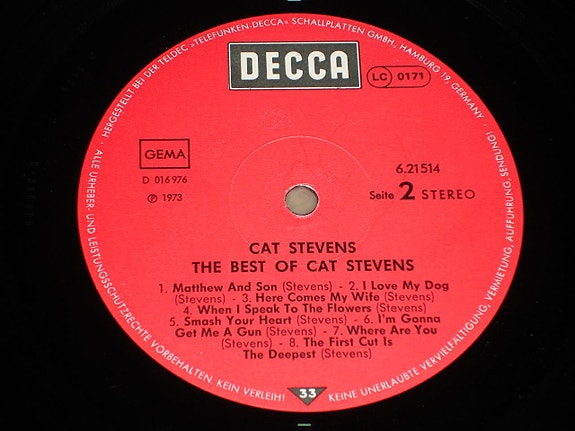 HERGESTELLT BEI DER TELDEC »TELEFUNKEN-DECCA« SCHALLPLATTEN GMBH, HAMBURG 19, GERMANY
ALLE URHEBER- UND LEISTUNGSSCHUTZRECHTE VORBEHALTEN. KEIN VERLEIH! KEINE UNERLAUBTE VERVIELFÄLTIGUNG, VERMIETUNG, AUFFÜHRUNG, SENDUNG!
DECCA
LC 0171
GEMA
D 016 976
℗ 1973
6.21514
Seite 2 STEREO
CAT STEVENS
THE BEST OF CAT STEVENS
1. Matthew And Son (Stevens) - 2. I Love My Dog
(Stevens) - 3. Here Comes My Wife (Stevens)
4. When I Speak To The Flowers (Stevens)
5. Smash Your Heart (Stevens) - 6. I'm Gonna
Get Me A Gun (Stevens) - 7. Where Are You
(Stevens) - 8. The First Cut Is
The Deepest (Stevens)
33